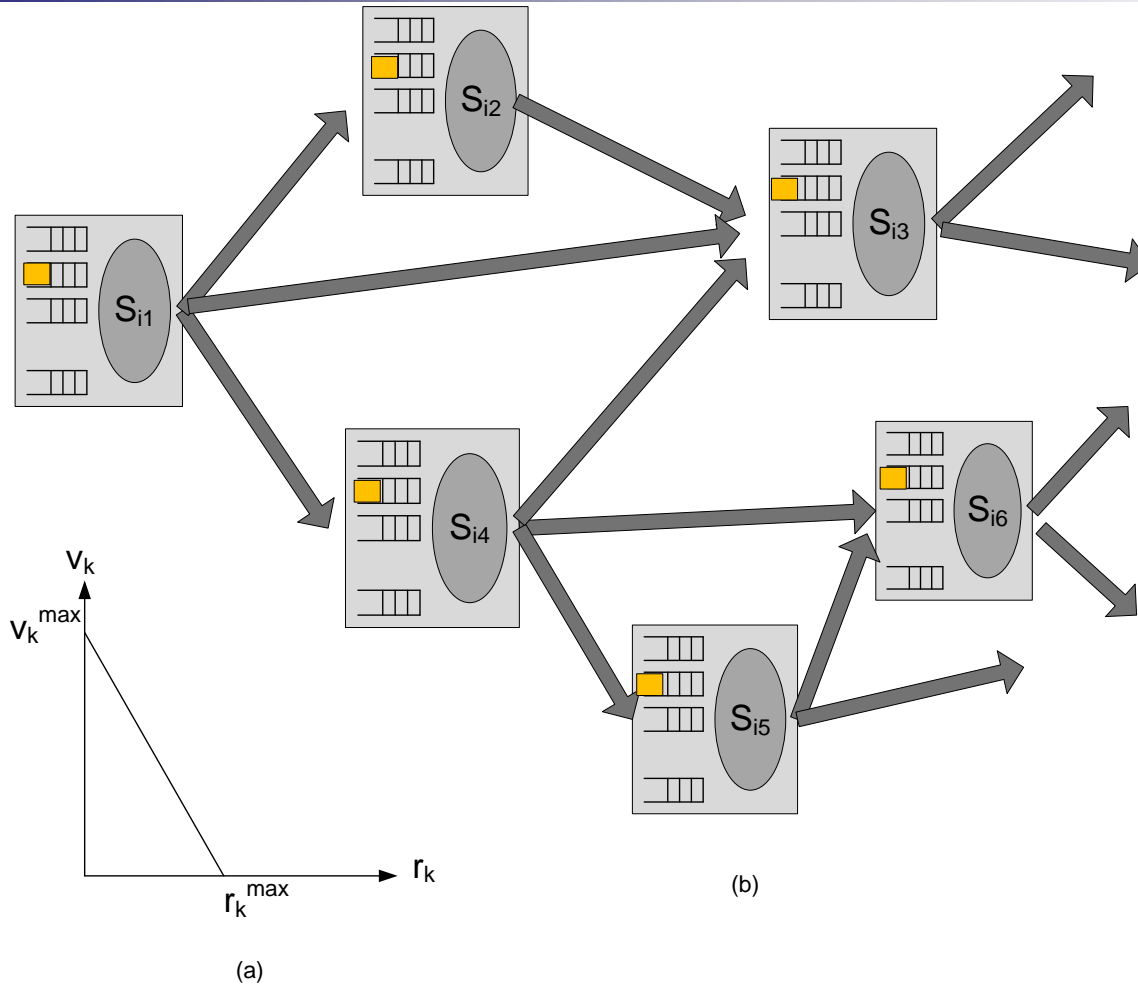 S_i2
S_i3
S_i1
S_i4
S_i6
S_i5
v_k
v_k^max
r_k
r_k^max
(b)
(a)